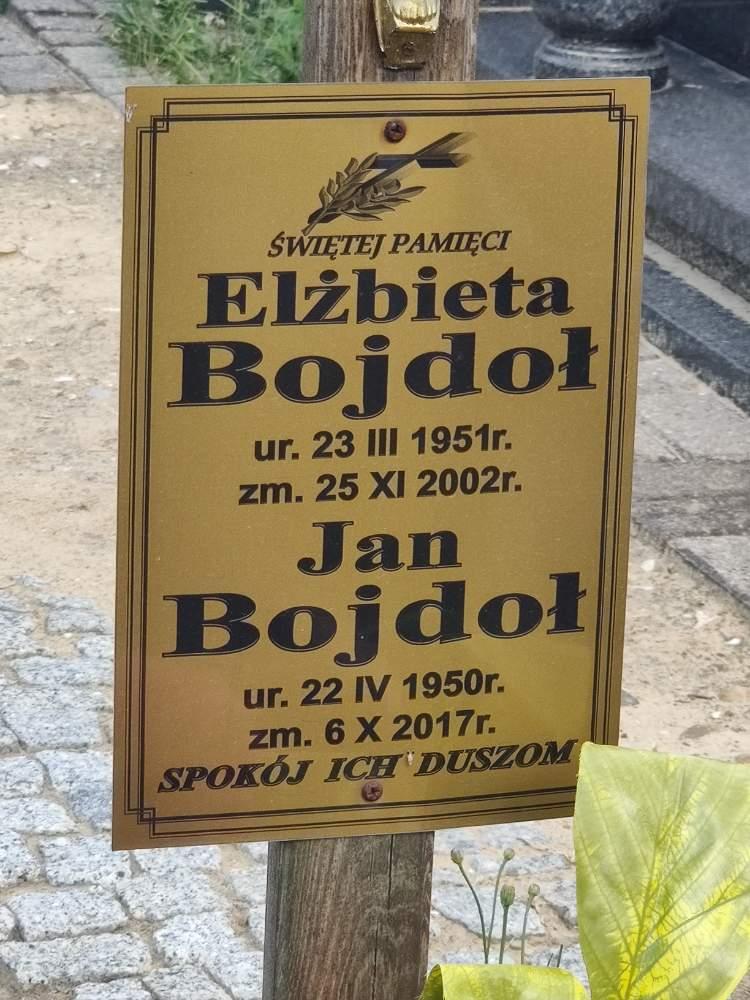 ŚWIĘTEJ PAMIĘCI
Elżbieta
Bojdoł
ur. 23 III 1951r.
zm. 25 XI 2002r.
Jan
Bojdoł
ur. 22 IV 1950r.
zm. 6 X 2017r.
SPOKÓJ ICH DUSZOM